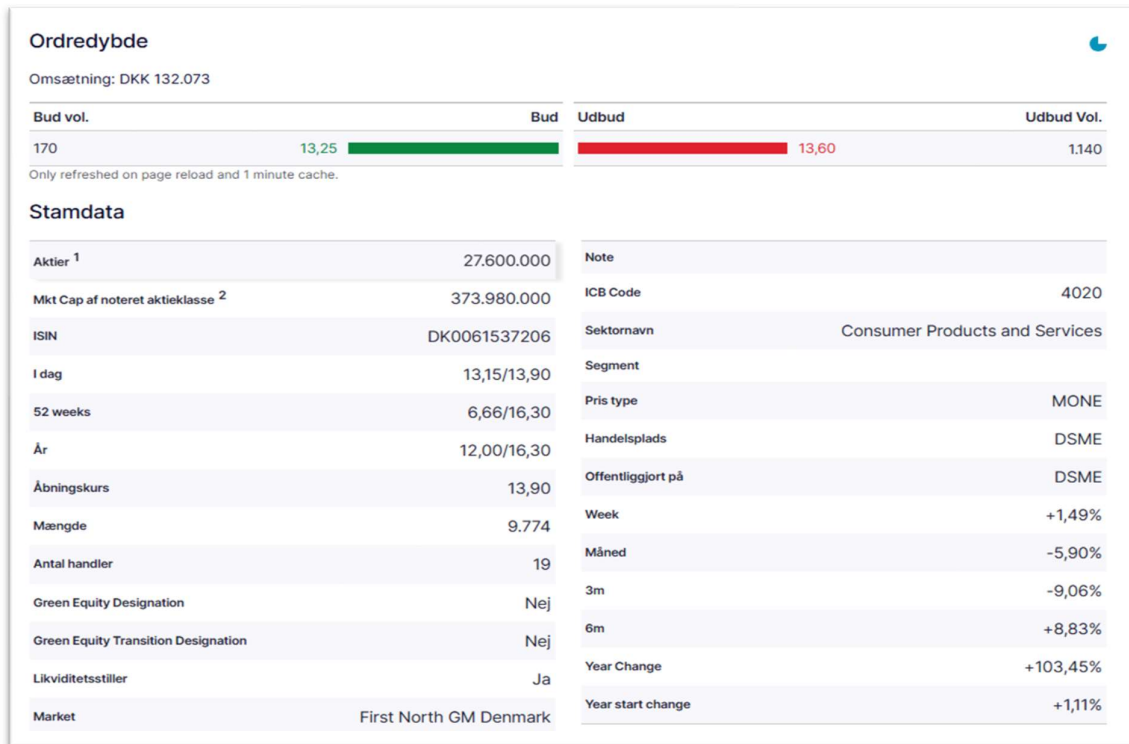 Ordredybde
Omsætning: DKK 132.073
Bud vol. Bud Udbud Udbud Vol.
170 13,25 13,60 1.140
Only refreshed on page reload and 1 minute cache.
Stamdata
Aktier 1 27.600.000
Mkt Cap af noteret aktieklasse 2 373.980.000
ISIN DK0061537206
I dag 13,15/13,90
52 weeks 6,66/16,30
År 12,00/16,30
Åbningskurs 13,90
Mængde 9.774
Antal handler 19
Green Equity Designation Nej
Green Equity Transition Designation Nej
Likviditetsstiller Ja
Market First North GM Denmark
Note
ICB Code 4020
Sektornavn Consumer Products and Services
Segment
Pris type MONE
Handelsplads DSME
Offentliggjort på DSME
Week +1,49%
Måned -5,90%
3m -9,06%
6m +8,83%
Year Change +103,45%
Year start change +1,11%